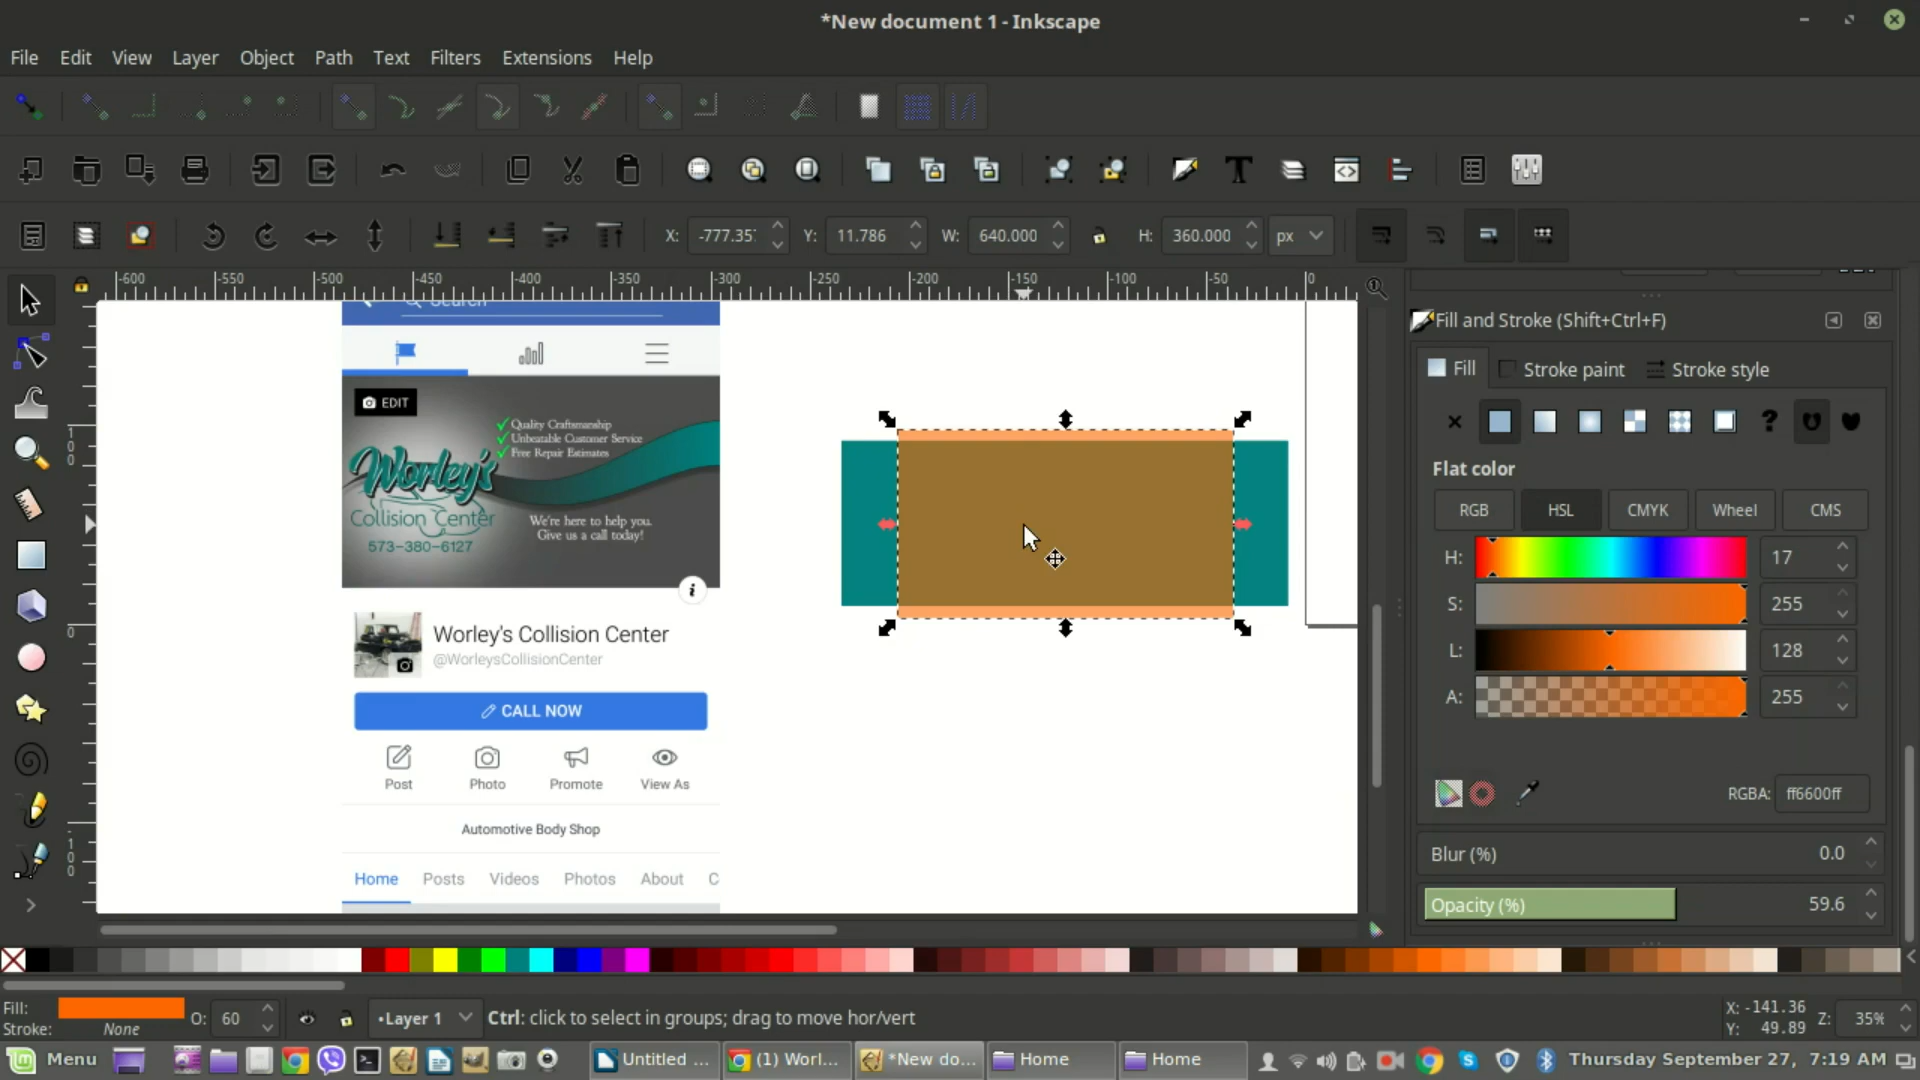 *New document 1 - Inkscape
File Edit View Layer Object Path Text Filters Extensions Help
X: -777.35 Y: 11.786 W: 640.000 H: 360.000 px
-600 -550 -500 -450 -400 -350 -300 -250 -200 -150 -100 -50 0
100
0
-100
Search
EDIT
Quality Craftsmanship
Unbeatable Customer Service
Free Repair Estimates
Worley's
Collision Center
573-380-6127
We're here to help you.
Give us a call today!
i
Worley's Collision Center
@WorleysCollisionCenter
CALL NOW
Post Photo Promote View As
Automotive Body Shop
Home Posts Videos Photos About C
Fill and Stroke (Shift+Ctrl+F)
Fill Stroke paint Stroke style
?
Flat color
RGB HSL CMYK Wheel CMS
H: 17
S: 255
L: 128
A: 255
RGBA: ff6600ff
Blur (%) 0.0
Opacity (%) 59.6
Fill:
Stroke: None
O: 60
•Layer 1
Ctrl: click to select in groups; drag to move hor/vert
X: -141.36
Y: 49.89
Z: 35%
Menu
Untitled ...
(1) Worl...
*New do...
Home
Home
Thursday September 27, 7:19 AM